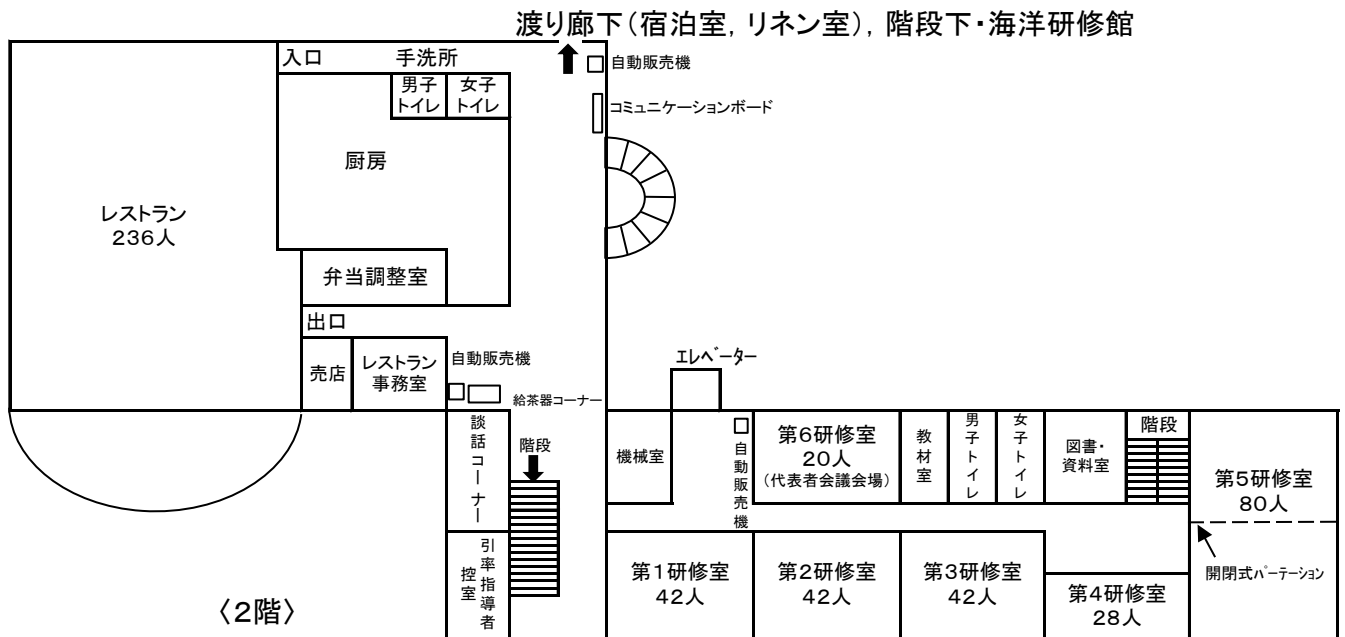 渡り廊下(宿泊室, リネン室), 階段下・海洋研修館
入口
手洗所
自動販売機
男子
トイレ
女子
トイレ
コミュニケーションボード
厨房
レストラン
236人
弁当調整室
出口
売店
レストラン
事務室
自動販売機
給茶器コーナー
エレベーター
談話コーナー
階段
機械室
自動販売機
第6研修室
20人
(代表者会議会場)
教材室
男子トイレ
女子トイレ
図書・
資料室
階段
第5研修室
80人
開閉式パーテーション
引率指導者
控室
第1研修室
42人
第2研修室
42人
第3研修室
42人
第4研修室
28人
〈2階〉